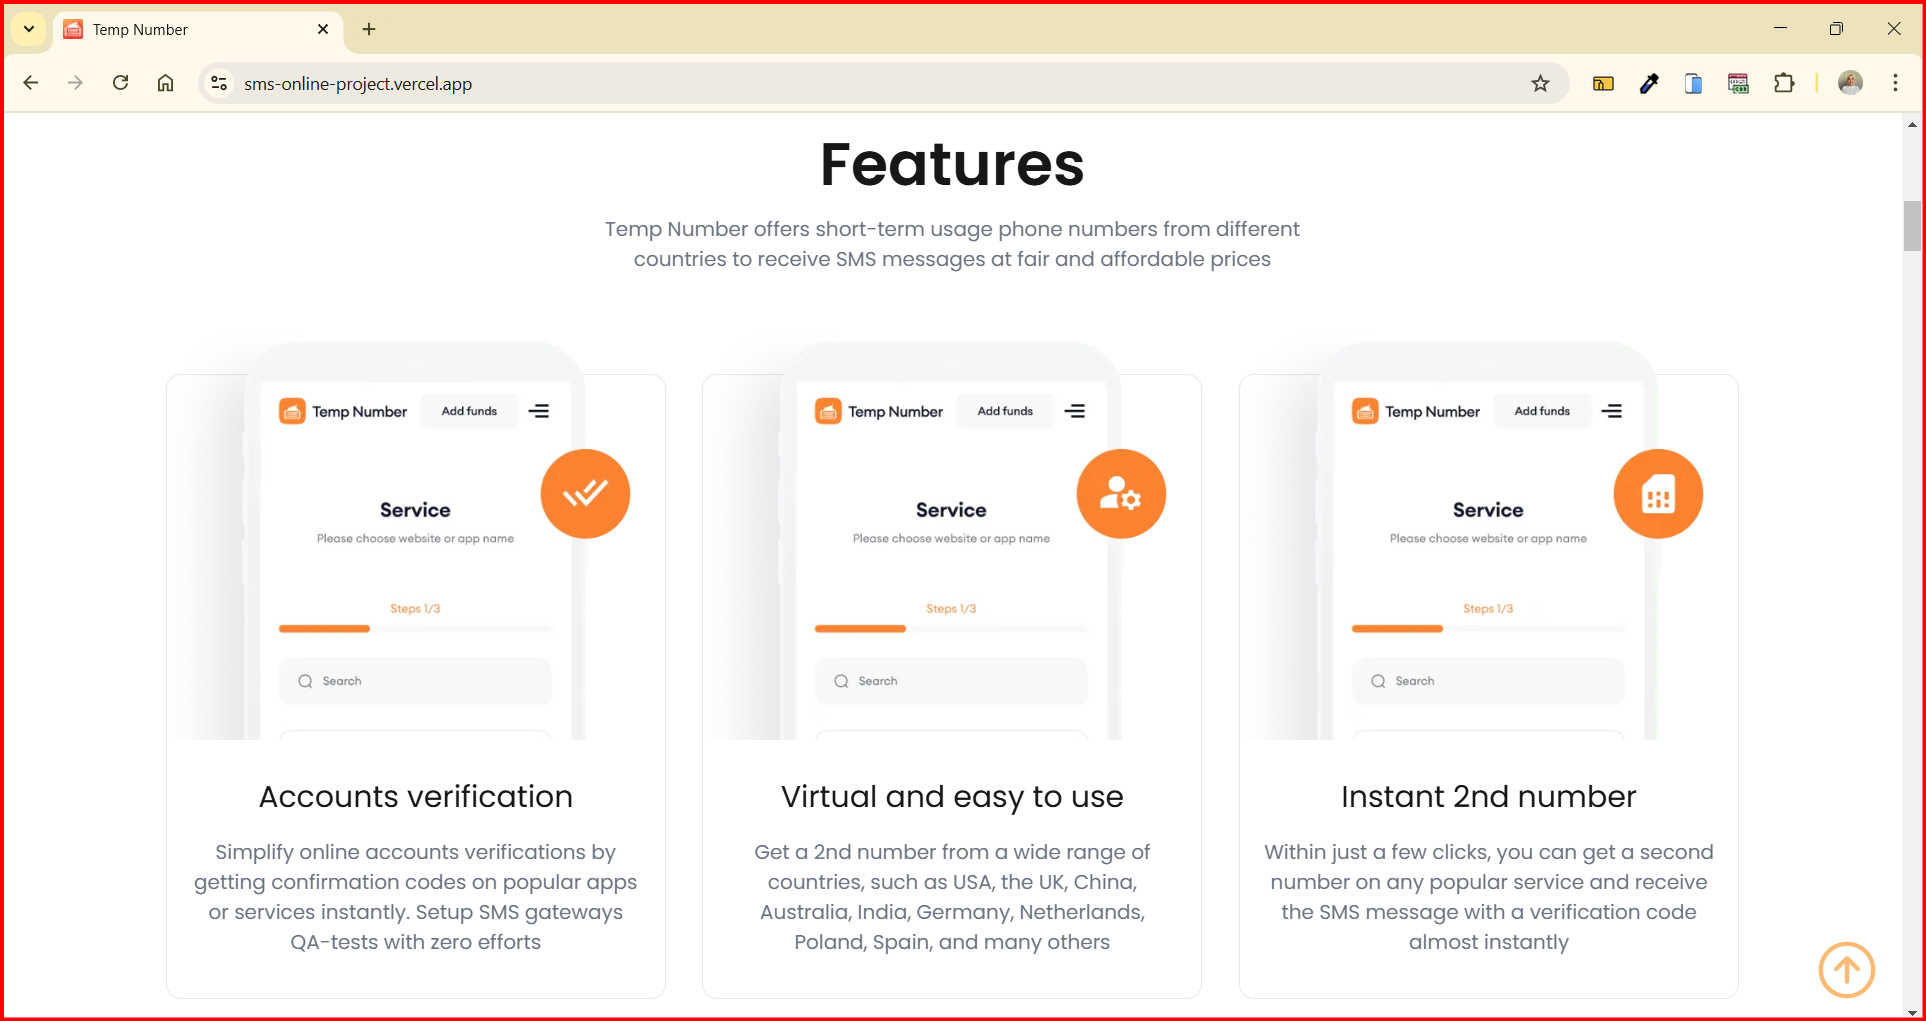 Temp Number
sms-online-project.vercel.app
Features
Temp Number offers short-term usage phone numbers from different
countries to receive SMS messages at fair and affordable prices
Temp Number
Add funds
Service
Please choose website or app name
Steps 1/3
Search
Accounts verification
Simplify online accounts verifications by
getting confirmation codes on popular apps
or services instantly. Setup SMS gateways
QA-tests with zero efforts
Temp Number
Add funds
Service
Please choose website or app name
Steps 1/3
Search
Virtual and easy to use
Get a 2nd number from a wide range of
countries, such as USA, the UK, China,
Australia, India, Germany, Netherlands,
Poland, Spain, and many others
Temp Number
Add funds
Service
Please choose website or app name
Steps 1/3
Search
Instant 2nd number
Within just a few clicks, you can get a second
number on any popular service and receive
the SMS message with a verification code
almost instantly